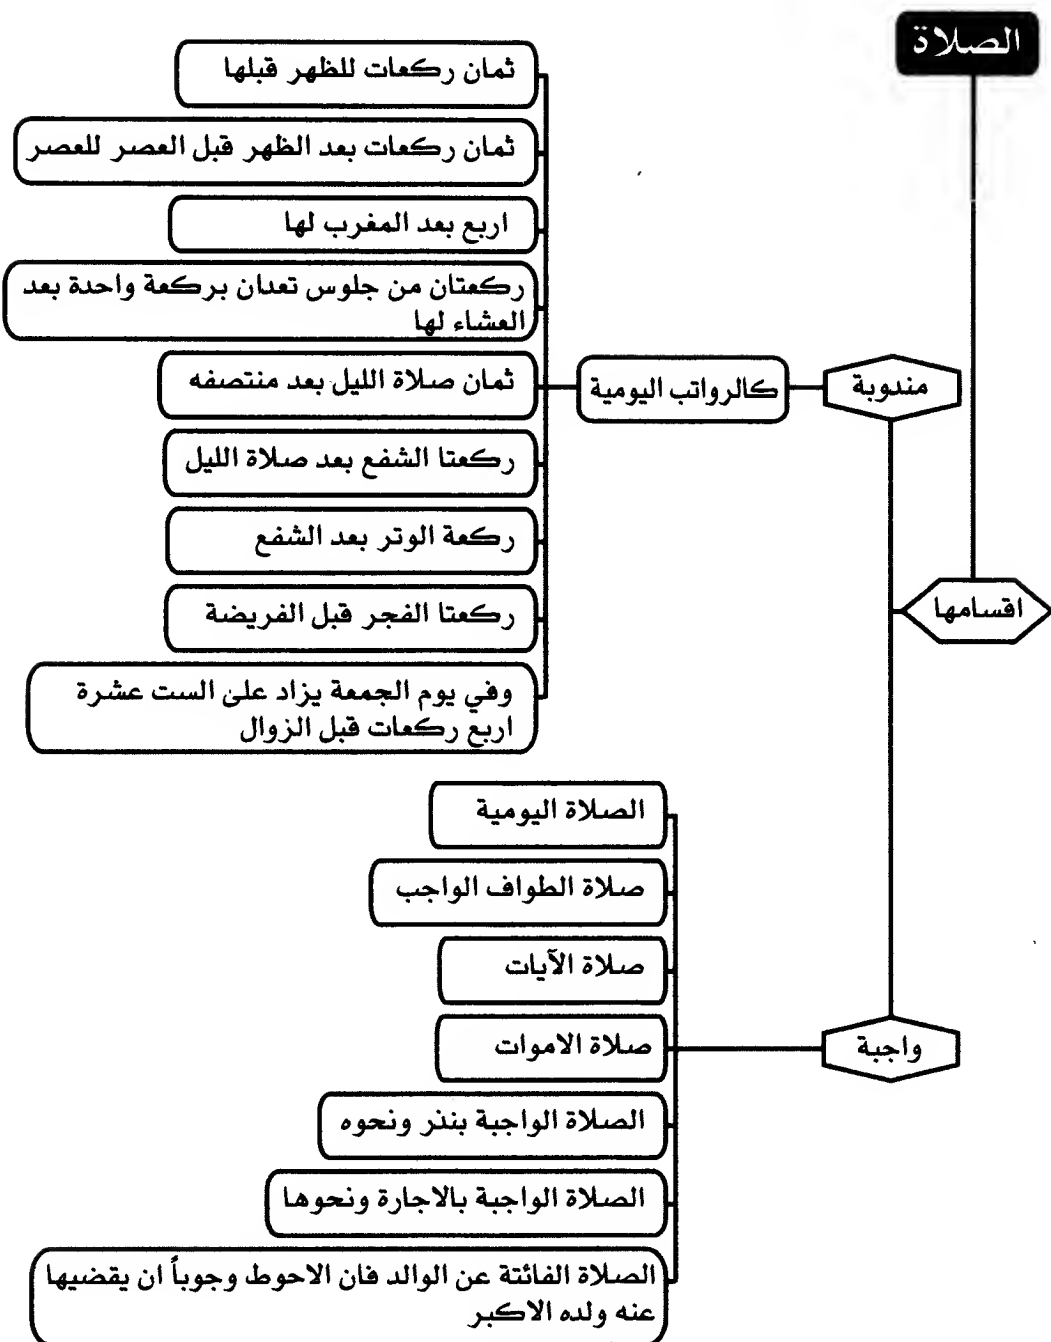 الصلاة
اقسامها
مندوبة
كالرواتب اليومية
ثمان ركعات للظهر قبلها
ثمان ركعات بعد الظهر قبل العصر للعصر
اربع بعد المغرب لها
ركعتان من جلوس تعدان بركعة واحدة بعد
العشاء لها
ثمان صلاة الليل بعد منتصفه
ركعتا الشفع بعد صلاة الليل
ركعة الوتر بعد الشفع
ركعتا الفجر قبل الفريضة
وفي يوم الجمعة يزاد على الست عشرة
اربع ركعات قبل الزوال
واجبة
الصلاة اليومية
صلاة الطواف الواجب
صلاة الآيات
صلاة الاموات
الصلاة الواجبة بنذر ونحوه
الصلاة الواجبة بالاجارة ونحوها
الصلاة الفائتة عن الوالد فان الاحوط وجوباً ان يقضيها
عنه ولده الاكبر